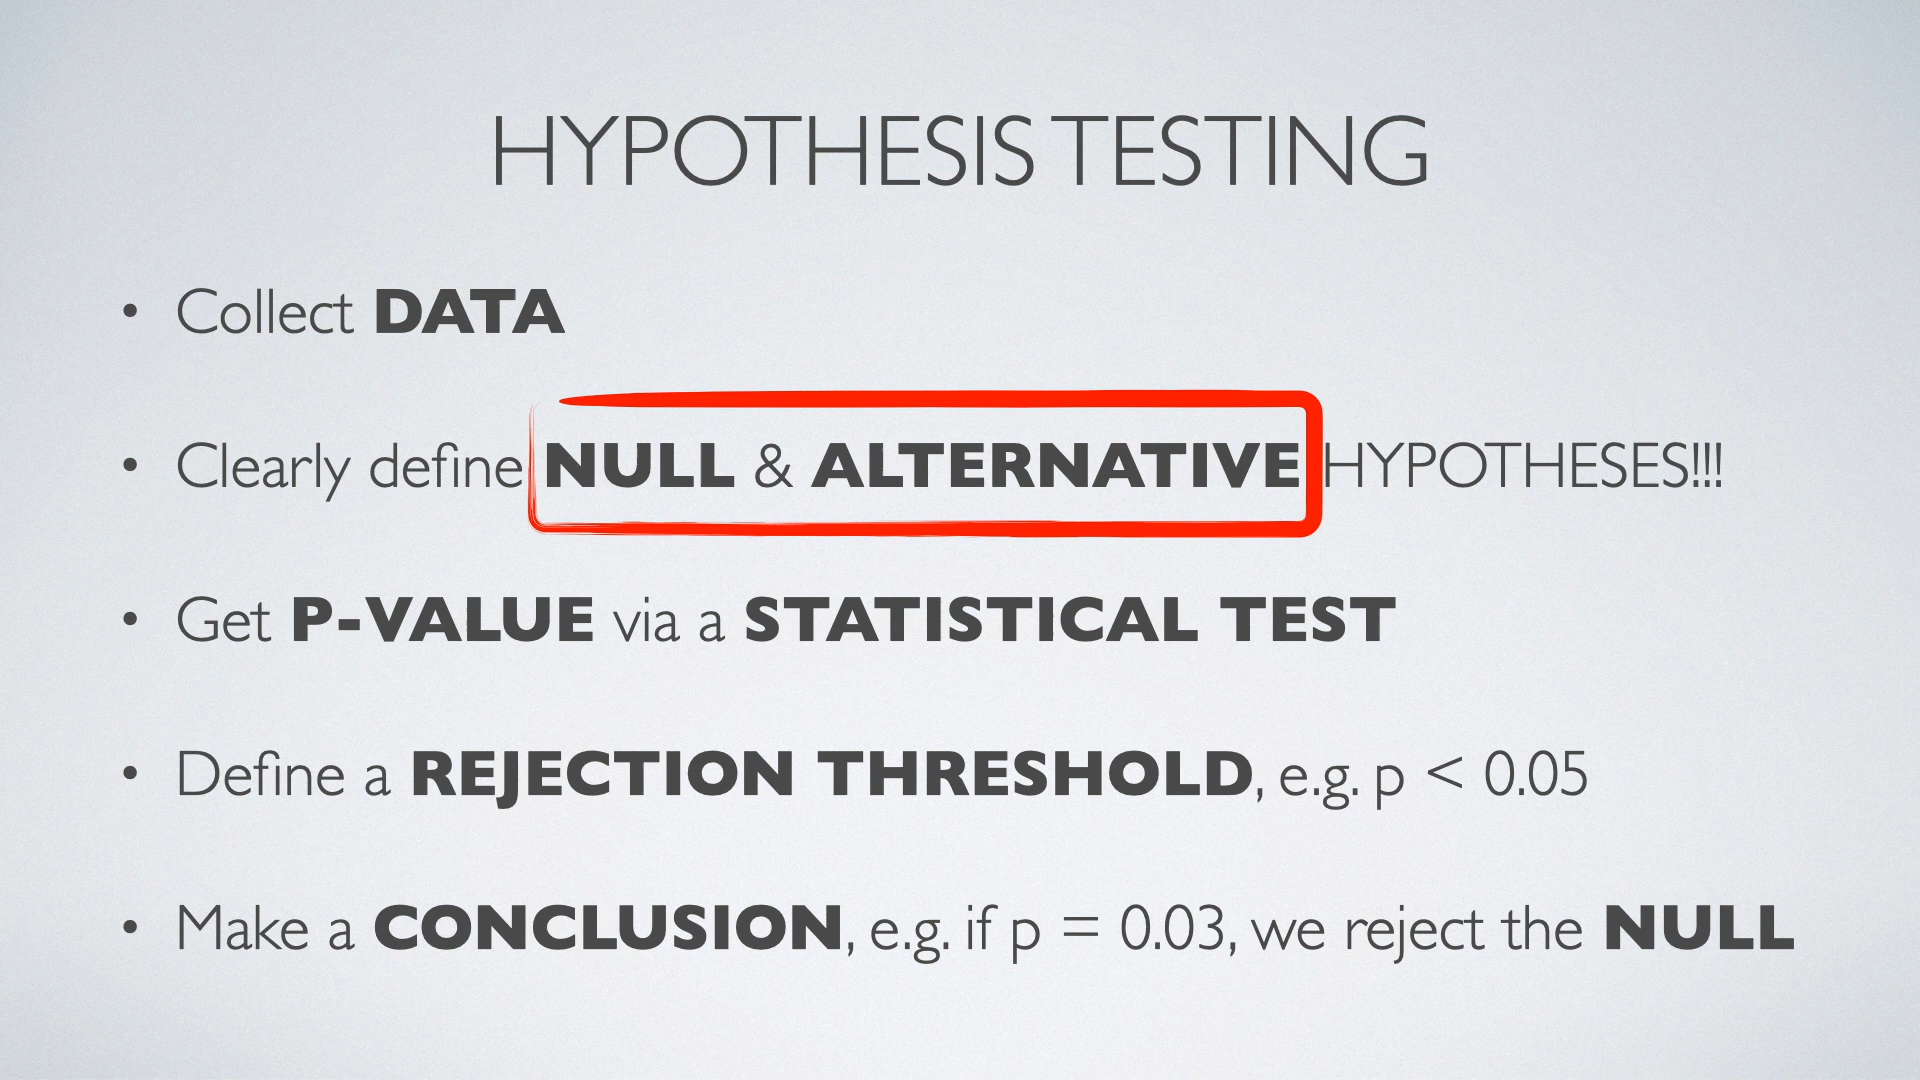 HYPOTHESIS TESTING
• Collect DATA
• Clearly define NULL & ALTERNATIVE HYPOTHESES!!!
• Get P-VALUE via a STATISTICAL TEST
• Define a REJECTION THRESHOLD, e.g. p < 0.05
• Make a CONCLUSION, e.g. if p = 0.03, we reject the NULL